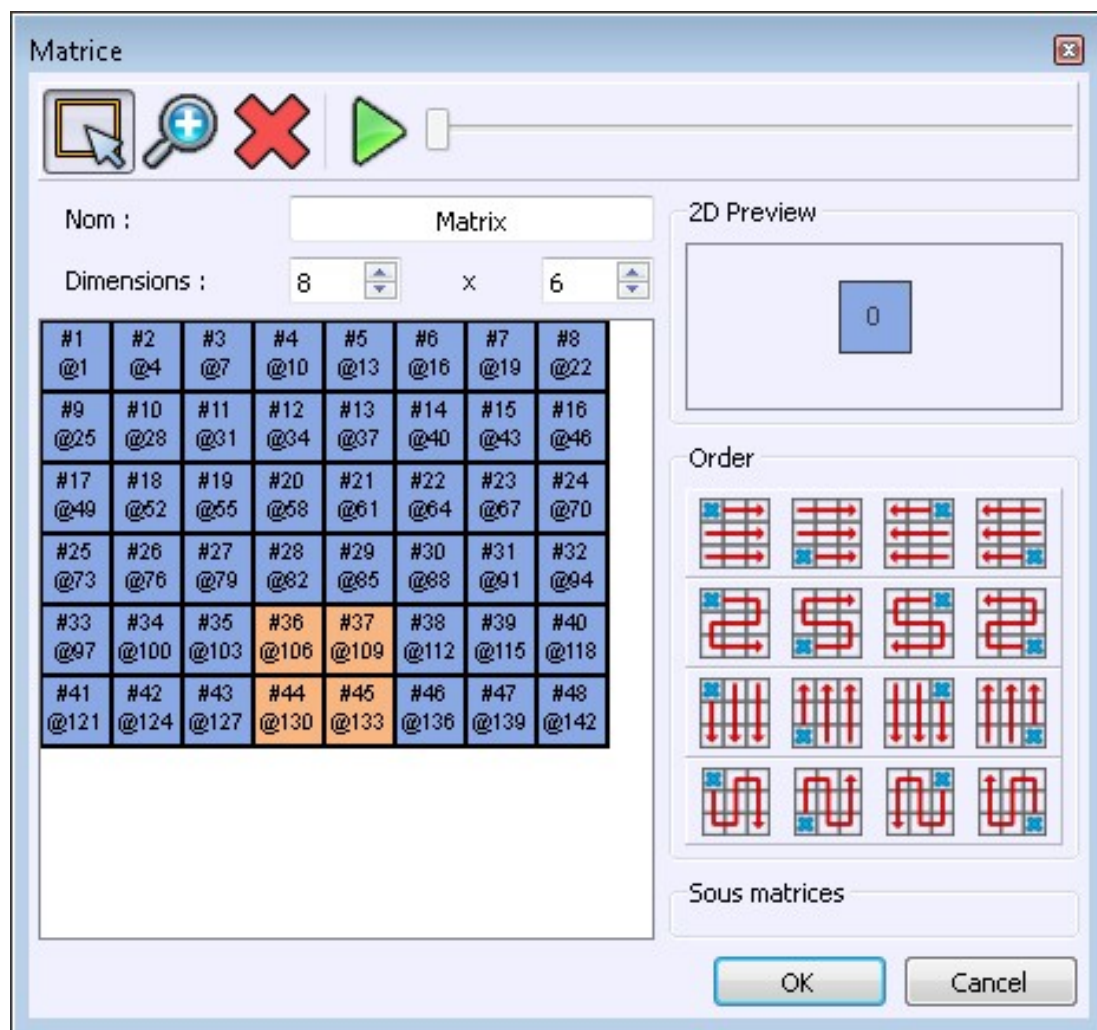 Matrice
Nom :
Matrix
2D Preview
Dimensions :
8
x
6
0
#1 #2 #3 #4 #5 #6 #7 #8
@1 @4 @7 @10 @13 @16 @19 @22
#9 #10 #11 #12 #13 #14 #15 #16
@25 @28 @31 @34 @37 @40 @43 @46
#17 #18 #19 #20 #21 #22 #23 #24
@49 @52 @55 @58 @61 @64 @67 @70
#25 #26 #27 #28 #29 #30 #31 #32
@73 @76 @79 @82 @85 @88 @91 @94
#33 #34 #35 #36 #37 #38 #39 #40
@97 @100 @103 @106 @109 @112 @115 @118
#41 #42 #43 #44 #45 #46 #47 #48
@121 @124 @127 @130 @133 @136 @139 @142
Order
Sous matrices
OK
Cancel